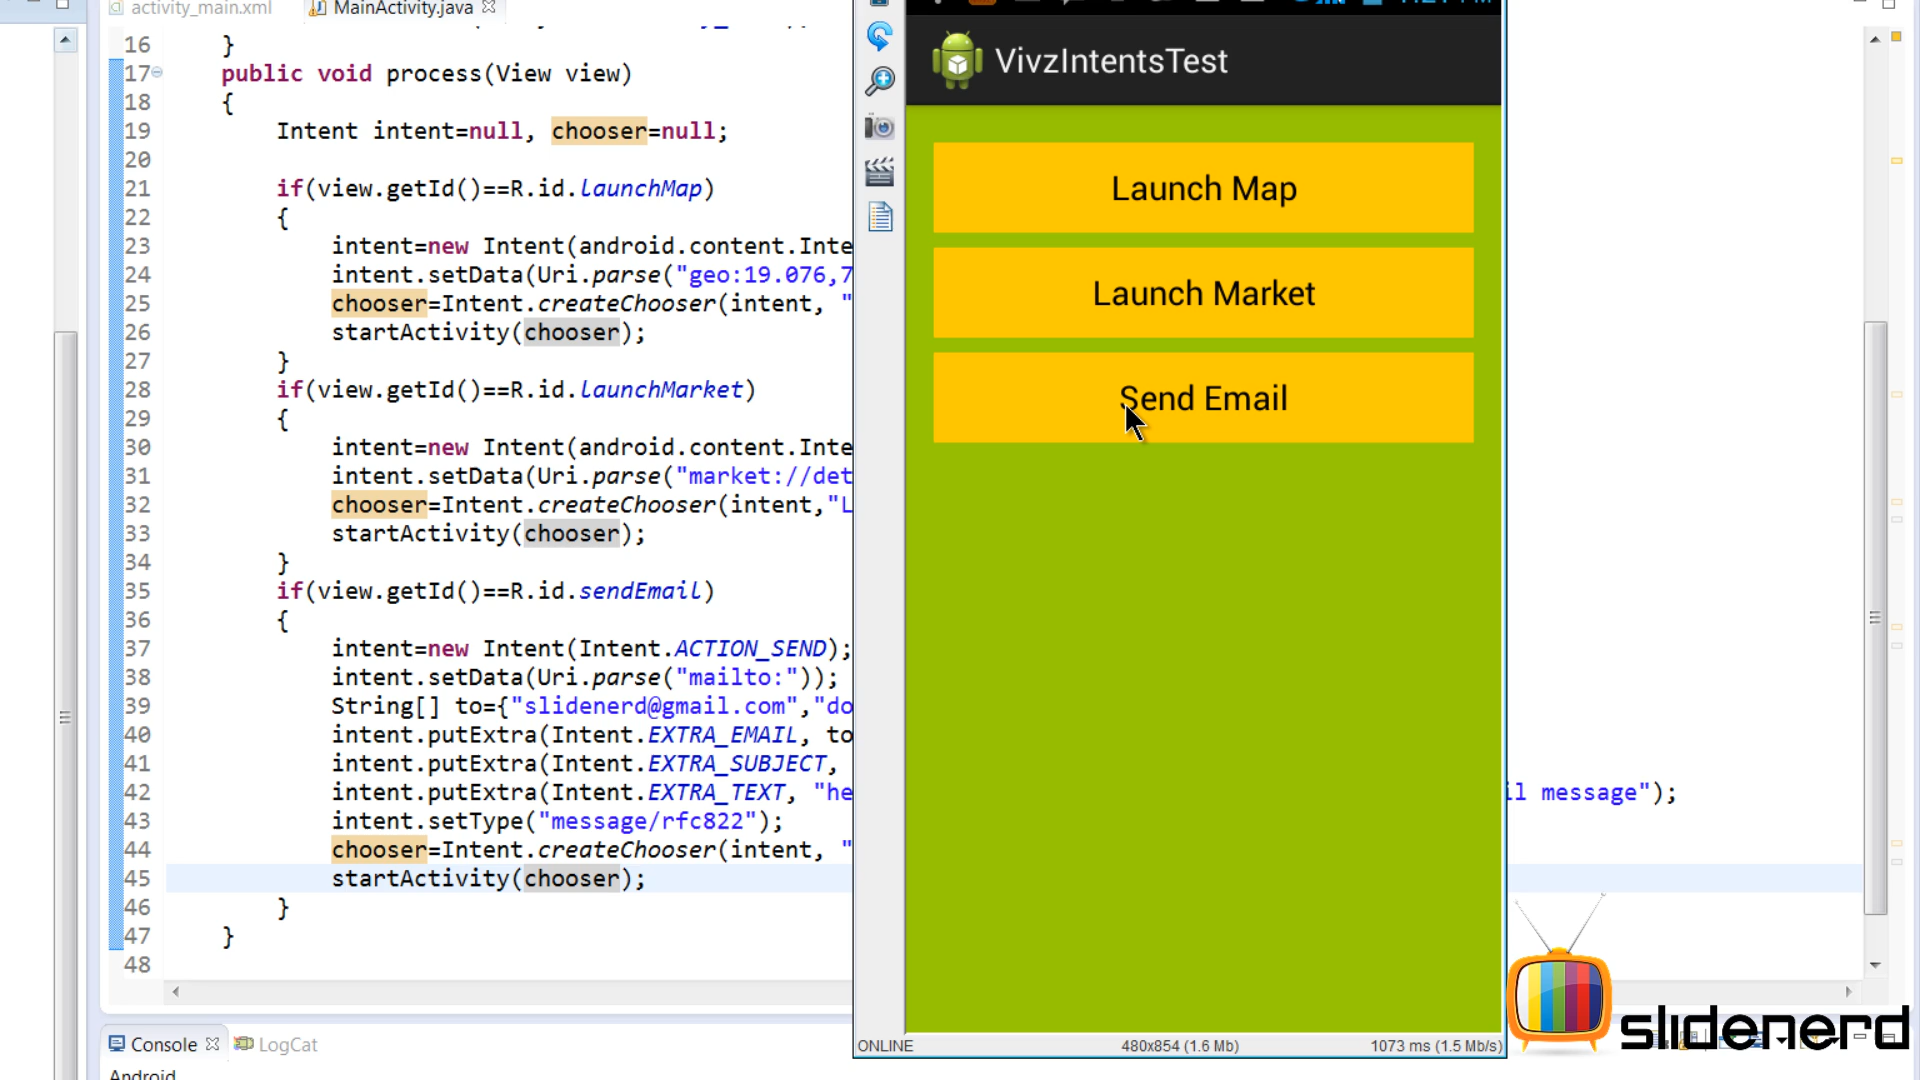 activity_main.xml
MainActivity.java
16 }
17 public void process(View view)
18 {
19 Intent intent=null, chooser=null;
20
21 if(view.getId()==R.id.launchMap)
22 {
23 intent=new Intent(android.content.Inte
24 intent.setData(Uri.parse("geo:19.076,7
25 chooser=Intent.createChooser(intent, "
26 startActivity(chooser);
27 }
28 if(view.getId()==R.id.launchMarket)
29 {
30 intent=new Intent(android.content.Inte
31 intent.setData(Uri.parse("market://det
32 chooser=Intent.createChooser(intent,"L
33 startActivity(chooser);
34 }
35 if(view.getId()==R.id.sendEmail)
36 {
37 intent=new Intent(Intent.ACTION_SEND);
38 intent.setData(Uri.parse("mailto:"));
39 String[] to={"slidenerd@gmail.com","do
40 intent.putExtra(Intent.EXTRA_EMAIL, to
41 intent.putExtra(Intent.EXTRA_SUBJECT,
42 intent.putExtra(Intent.EXTRA_TEXT, "he
il message");
43 intent.setType("message/rfc822");
44 chooser=Intent.createChooser(intent, "
45 startActivity(chooser);
46 }
47 }
48
Console
LogCat
Android
VivzIntentsTest
Launch Map
Launch Market
Send Email
ONLINE
480x854 (1.6 Mb)
1073 ms (1.5 Mb/s)
slidenerd